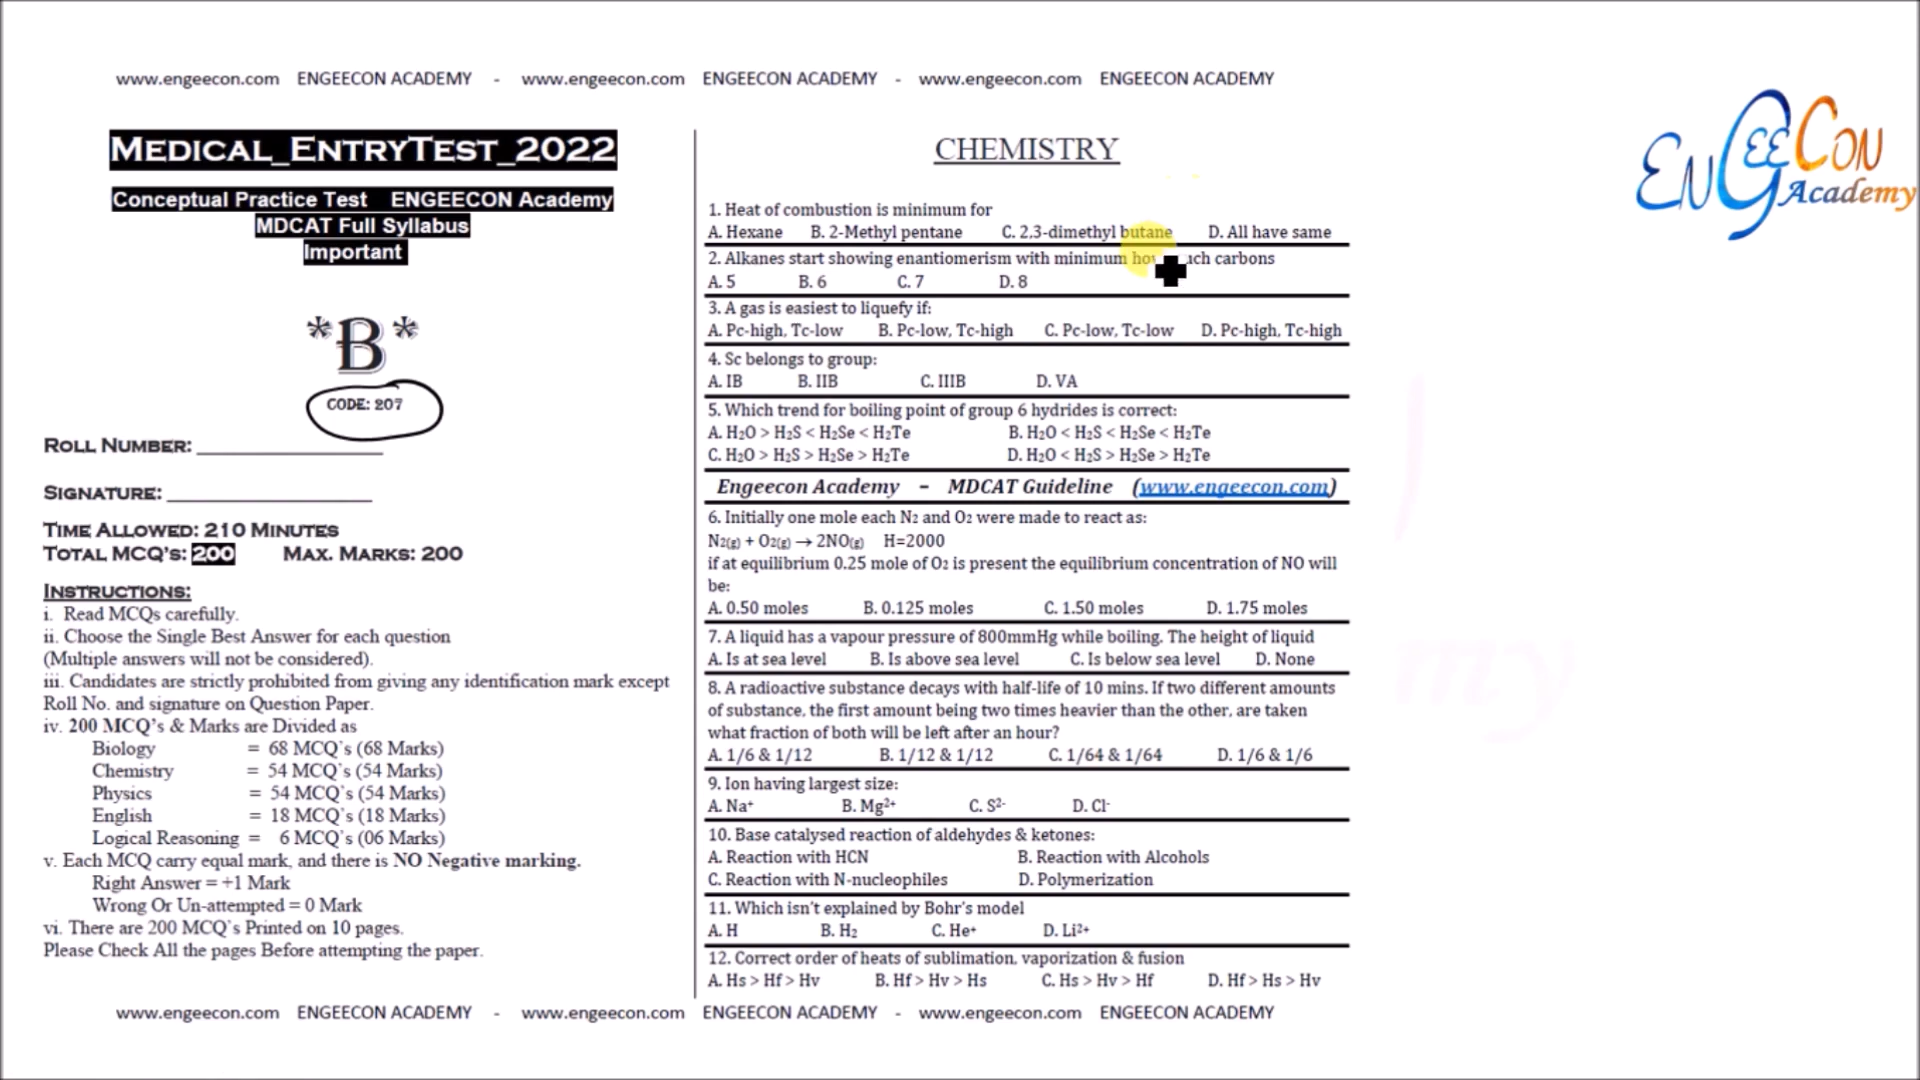 www.engeecon.com ENGEECON ACADEMY - www.engeecon.com ENGEECON ACADEMY - www.engeecon.com ENGEECON ACADEMY
MEDICAL_ENTRYTEST_2022
Conceptual Practice Test ENGEECON Academy
MDCAT Full Syllabus
Important
*B*
CODE: 207
ROLL NUMBER: ____________________
SIGNATURE: ______________________
TIME ALLOWED: 210 MINUTES
TOTAL MCQ'S: 200 MAX. MARKS: 200
INSTRUCTIONS:
i. Read MCQs carefully.
ii. Choose the Single Best Answer for each question
(Multiple answers will not be considered).
iii. Candidates are strictly prohibited from giving any identification mark except
Roll No. and signature on Question Paper.
iv. 200 MCQ's & Marks are Divided as
Biology = 68 MCQ's (68 Marks)
Chemistry = 54 MCQ's (54 Marks)
Physics = 54 MCQ's (54 Marks)
English = 18 MCQ's (18 Marks)
Logical Reasoning = 6 MCQ's (06 Marks)
v. Each MCQ carry equal mark, and there is NO Negative marking.
Right Answer = +1 Mark
Wrong Or Un-attempted = 0 Mark
vi. There are 200 MCQ's Printed on 10 pages.
Please Check All the pages Before attempting the paper.
CHEMISTRY
1. Heat of combustion is minimum for
A. Hexane B. 2-Methyl pentane C. 2,3-dimethyl butane D. All have same
2. Alkanes start showing enantiomerism with minimum carbons
A. 5 B. 6 C. 7 D. 8
3. A gas is easiest to liquefy if:
A. Pc-high, Tc-low B. Pc-low, Tc-high C. Pc-low, Tc-low D. Pc-high, Tc-high
4. Sc belongs to group:
A. IB B. IIB C. IIIB D. VA
5. Which trend for boiling point of group 6 hydrides is correct:
A. H₂O > H₂S < H₂Se < H₂Te B. H₂O < H₂S < H₂Se < H₂Te
C. H₂O > H₂S > H₂Se > H₂Te D. H₂O < H₂S > H₂Se > H₂Te
Engeecon Academy – MDCAT Guideline (www.engeecon.com)
6. Initially one mole each N₂ and O₂ were made to react as:
N₂(g) + O₂(g) → 2NO(g) H=2000
if at equilibrium 0.25 mole of O₂ is present the equilibrium concentration of NO will
be:
A. 0.50 moles B. 0.125 moles C. 1.50 moles D. 1.75 moles
7. A liquid has a vapour pressure of 800mmHg while boiling. The height of liquid
A. Is at sea level B. Is above sea level C. Is below sea level D. None
8. A radioactive substance decays with half-life of 10 mins. If two different amounts
of substance, the first amount being two times heavier than the other, are taken
what fraction of both will be left after an hour?
A. 1/6 & 1/12 B. 1/12 & 1/12 C. 1/64 & 1/64 D. 1/6 & 1/6
9. Ion having largest size:
A. Na⁺ B. Mg²⁺ C. S²⁻ D. Cl⁻
10. Base catalysed reaction of aldehydes & ketones:
A. Reaction with HCN B. Reaction with Alcohols
C. Reaction with N-nucleophiles D. Polymerization
11. Which isn't explained by Bohr's model
A. H B. H₂ C. He⁺ D. Li²⁺
12. Correct order of heats of sublimation, vaporization & fusion
A. Hs > Hf > Hv B. Hf > Hv > Hs C. Hs > Hv > Hf D. Hf > Hs > Hv
www.engeecon.com ENGEECON ACADEMY - www.engeecon.com ENGEECON ACADEMY - www.engeecon.com ENGEECON ACADEMY
ENGEECON
Academy
my